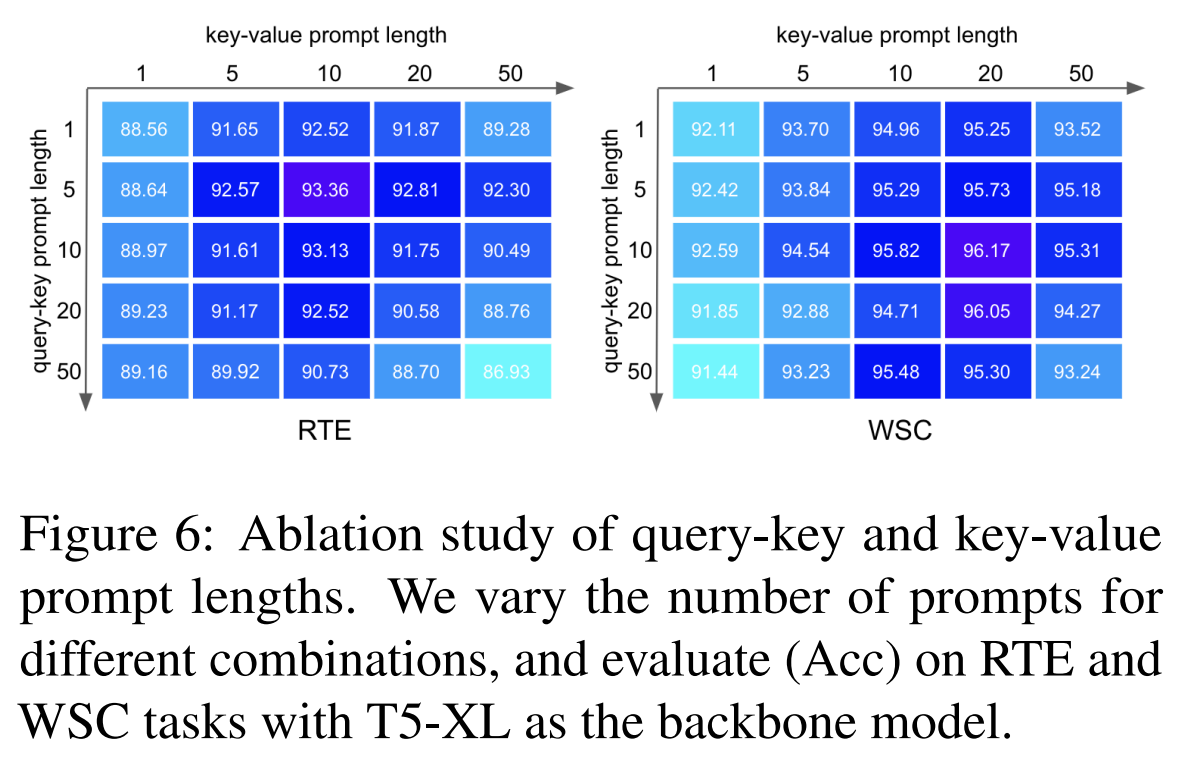 key-value prompt length
1 5 10 20 50
query-key prompt length
1 88.56 91.65 92.52 91.87 89.28
5 88.64 92.57 93.36 92.81 92.30
10 88.97 91.61 93.13 91.75 90.49
20 89.23 91.17 92.52 90.58 88.76
50 89.16 89.92 90.73 88.70 86.93
RTE
key-value prompt length
1 5 10 20 50
query-key prompt length
1 92.11 93.70 94.96 95.25 93.52
5 92.42 93.84 95.29 95.73 95.18
10 92.59 94.54 95.82 96.17 95.31
20 91.85 92.88 94.71 96.05 94.27
50 91.44 93.23 95.48 95.30 93.24
WSC
Figure 6: Ablation study of query-key and key-value
prompt lengths. We vary the number of prompts for
different combinations, and evaluate (Acc) on RTE and
WSC tasks with T5-XL as the backbone model.